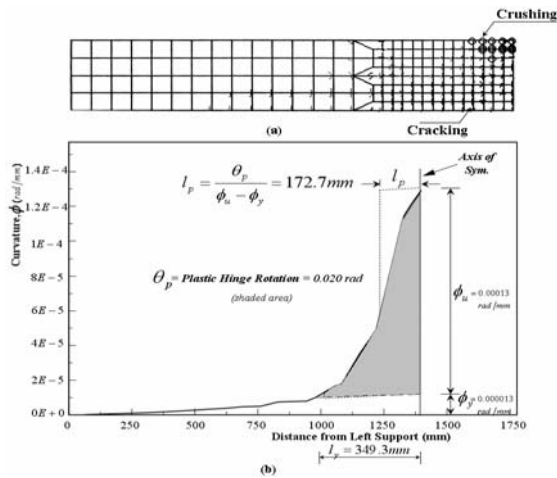 Crushing
(a)
Cracking
Curvature, ϕ (rad/mm)
1.4E-4
1.2E-4
E-5
8E-5
6E-5
4E-5
2E-5
0E+0
l_p = θ_p / (ϕ_u − ϕ_y) = 172.7mm
l_p
Axis of
Sym.
θ_p = Plastic Hinge Rotation = 0.020 rad
(shaded area)
ϕ_u = 0.00013
rad/mm
ϕ_y = 0.000013
rad/mm
0 250 500 750 1000 1250 1500 1750
Distance from Left Support (mm)
l_y = 349.3mm
(b)